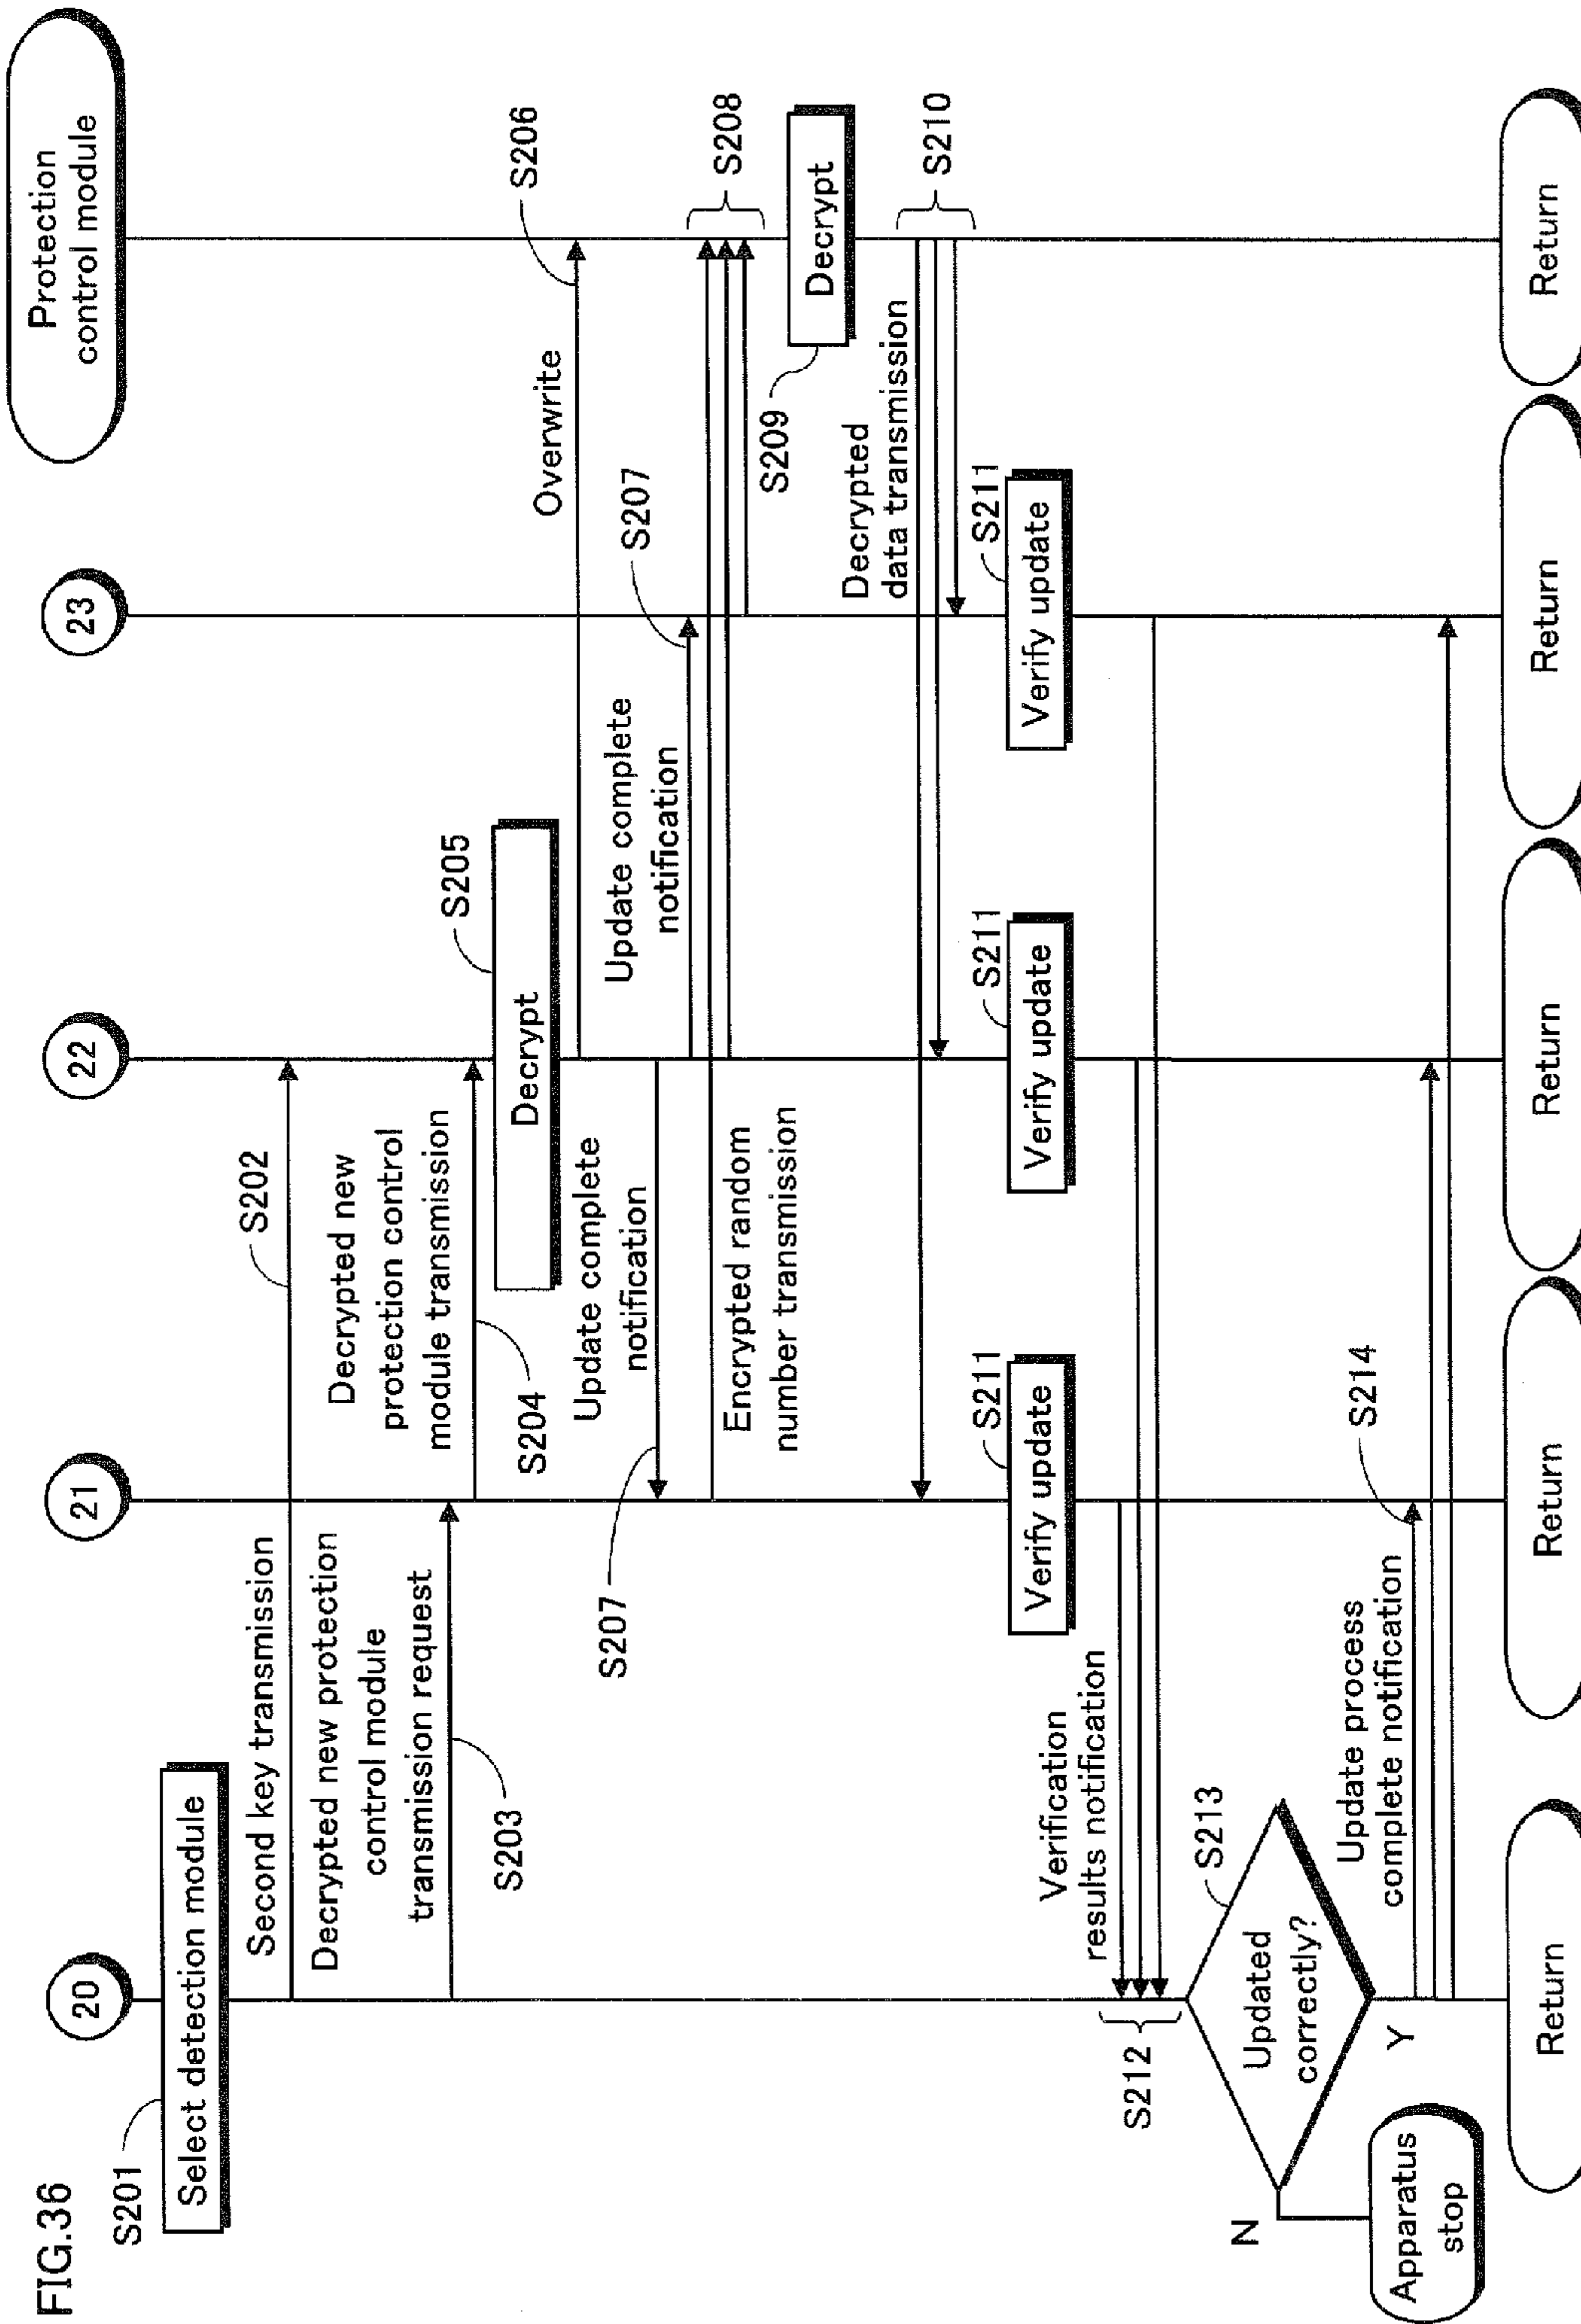 FIG.36
20
21
22
23
Protection
control module
S201
Select detection module
Second key transmission
S202
Decrypted new protection
control module
transmission request
S203
Decrypted new
protection control
module transmission
S204
S205
Decrypt
Overwrite
S206
Update complete
notification
S207
Update complete
notification
S207
Encrypted random
number transmission
S208
S209
Decrypt
Decrypted
data transmission
S210
S211
Verify update
S211
Verify update
S211
Verify update
Verification
results notification
S212
S213
Updated
correctly?
N
Y
Apparatus
stop
Update process
complete notification
S214
Return
Return
Return
Return
Return